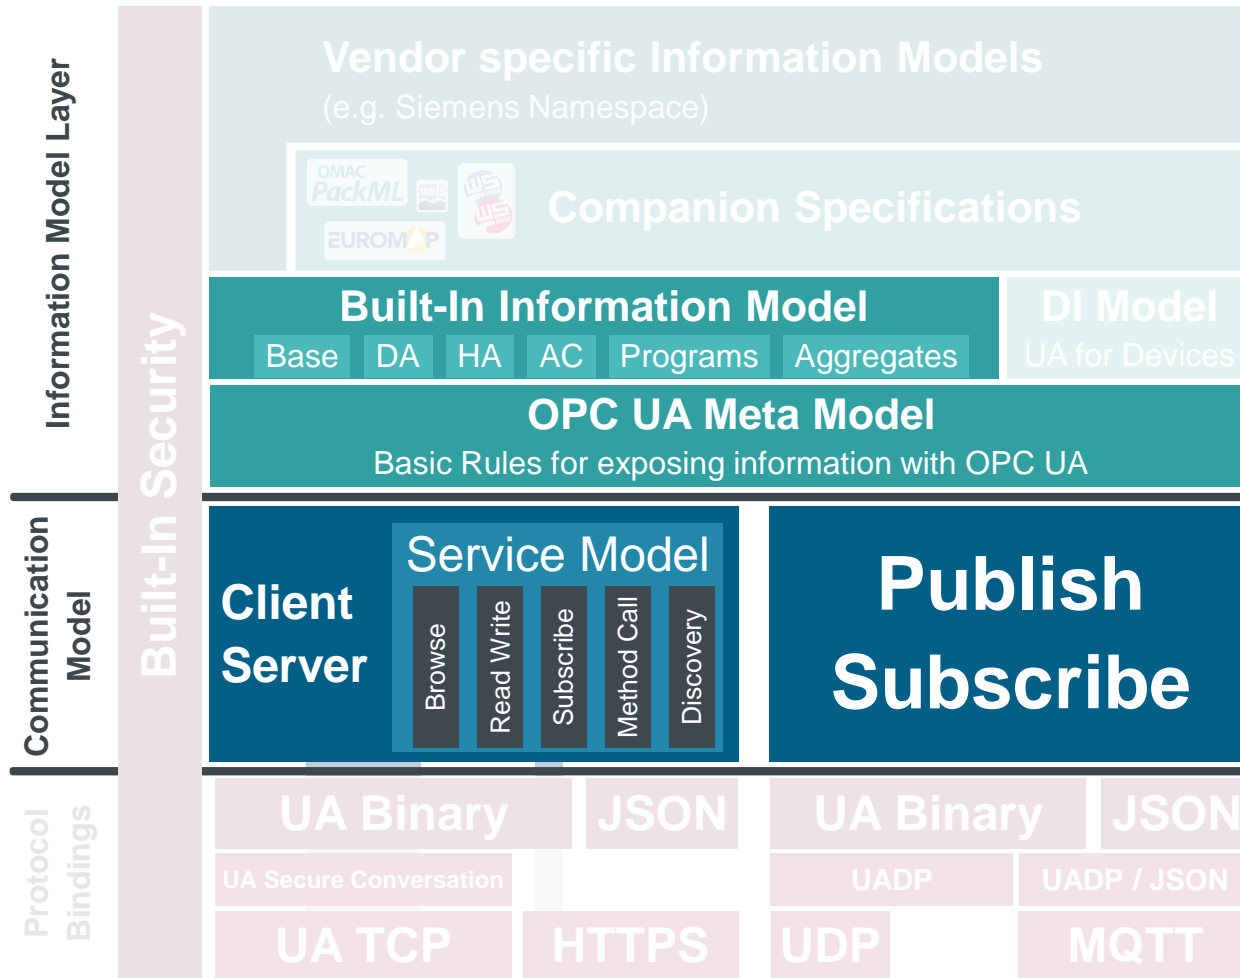 Information Model Layer
Built-In Security
Vendor specific Information Models
(e.g. Siemens Namespace)
OMAC
PackML
EUROMAP
Companion Specifications
Built-In Information Model
Base DA HA AC Programs Aggregates
DI Model
UA for Devices
OPC UA Meta Model
Basic Rules for exposing information with OPC UA
Communication
Model
Client
Server
Service Model
Browse
Read Write
Subscribe
Method Call
Discovery
Publish
Subscribe
Protocol
Bindings
UA Binary JSON UA Binary JSON
UA Secure Conversation UADP UADP / JSON
UA TCP HTTPS UDP MQTT